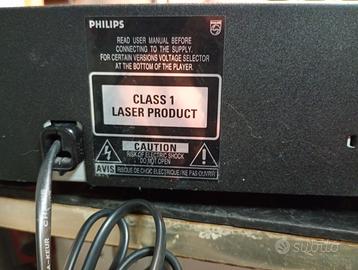 PHILIPS
READ USER MANUAL BEFORE
CONNECTING TO THE SUPPLY.
FOR CERTAIN VERSIONS VOLTAGE SELECTOR
AT THE BOTTOM OF THE PLAYER.
CLASS 1
LASER PRODUCT
CAUTION
RISK OF ELECTRIC SHOCK
DO NOT OPEN
AVIS
RISQUE DE CHOC ELECTRIQUE/NE PAS OUVRIR
KEUR
subito